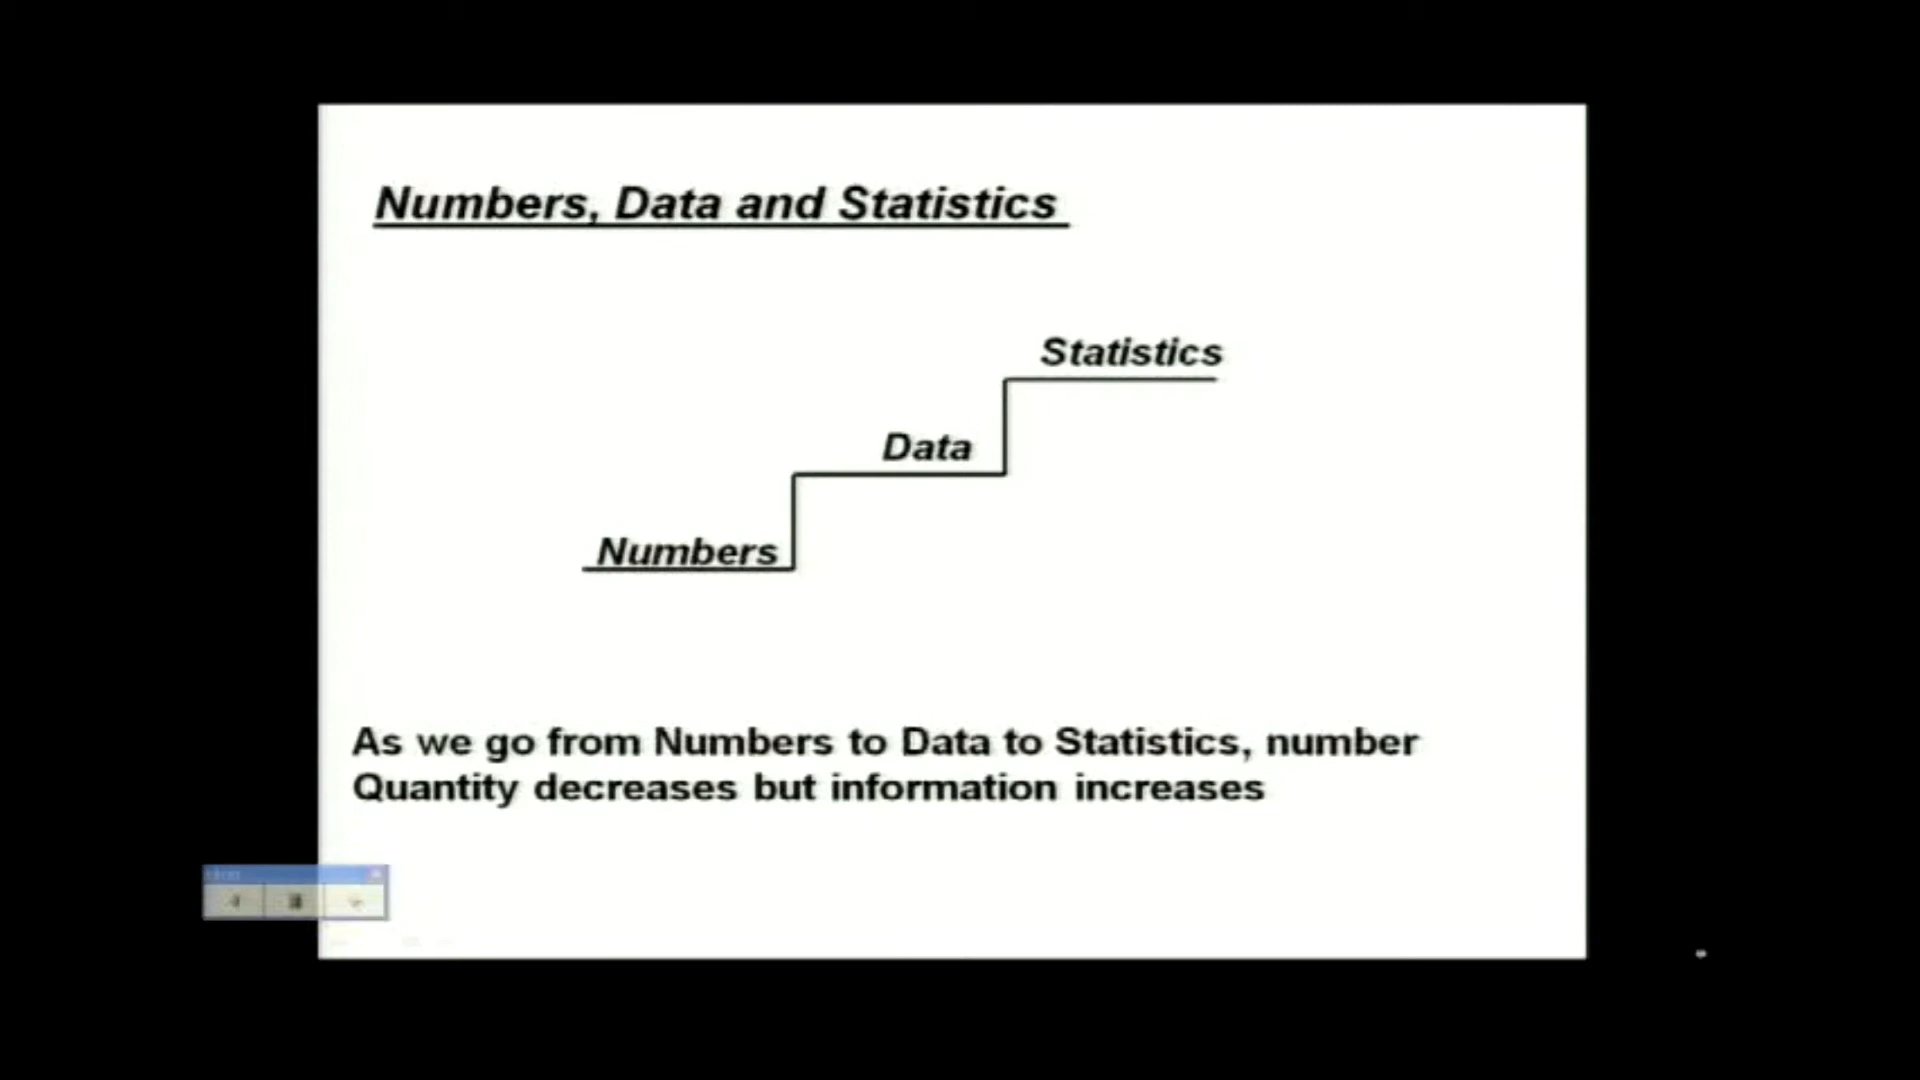 Numbers, Data and Statistics
Statistics
Data
Numbers
As we go from Numbers to Data to Statistics, number
Quantity decreases but information increases